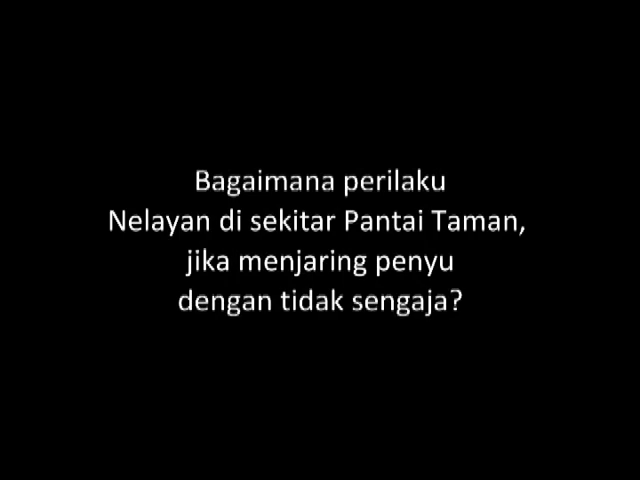 Bagaimana perilaku
Nelayan di sekitar Pantai Taman,
jika menjaring penyu
dengan tidak sengaja?